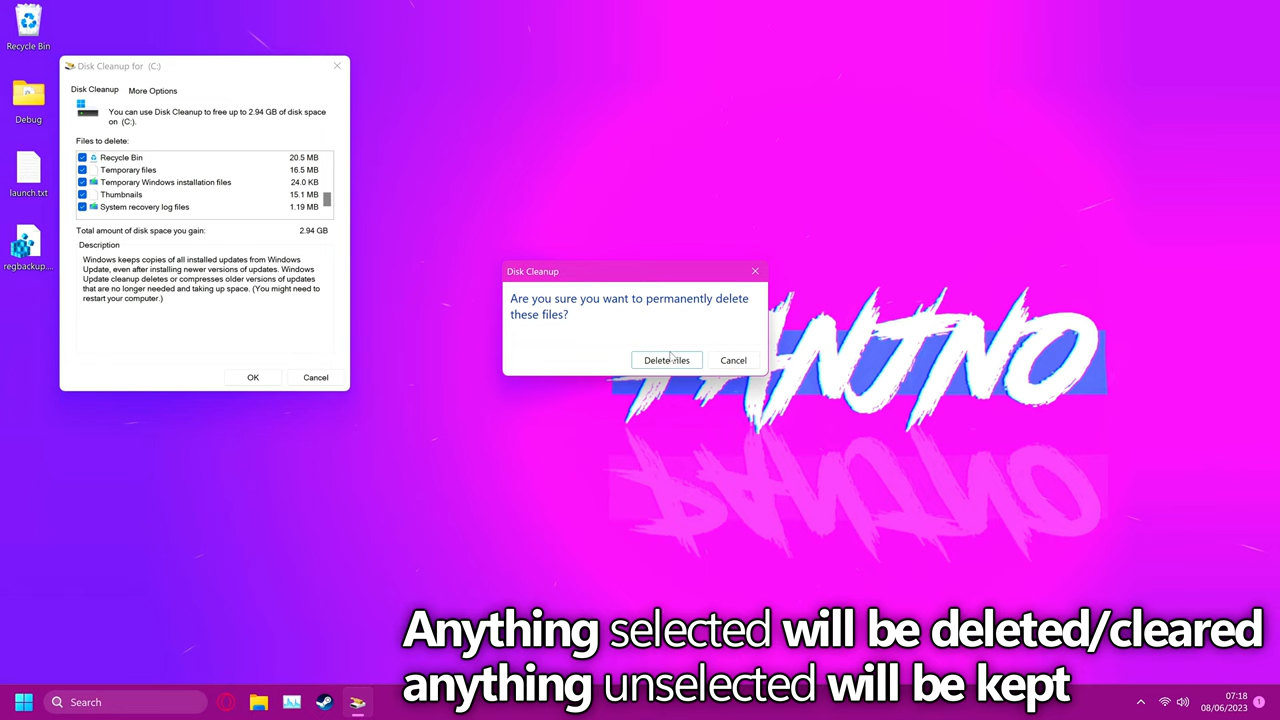 Recycle Bin
Debug
launch.txt
regbackup....
Disk Cleanup for (C:)
Disk Cleanup
More Options
You can use Disk Cleanup to free up to 2.94 GB of disk space
on (C:).
Files to delete:
Recycle Bin 20.5 MB
Temporary files 16.5 MB
Temporary Windows installation files 24.0 KB
Thumbnails 15.1 MB
System recovery log files 1.19 MB
Total amount of disk space you gain: 2.94 GB
Description
Windows keeps copies of all installed updates from Windows
Update, even after installing newer versions of updates. Windows
Update cleanup deletes or compresses older versions of updates
that are no longer needed and taking up space. (You might need to
restart your computer.)
OK
Cancel
Disk Cleanup
Are you sure you want to permanently delete
these files?
Delete Files
Cancel
PANJNO
Anything selected will be deleted/cleared
anything unselected will be kept
Search
07:18
08/06/2023
1